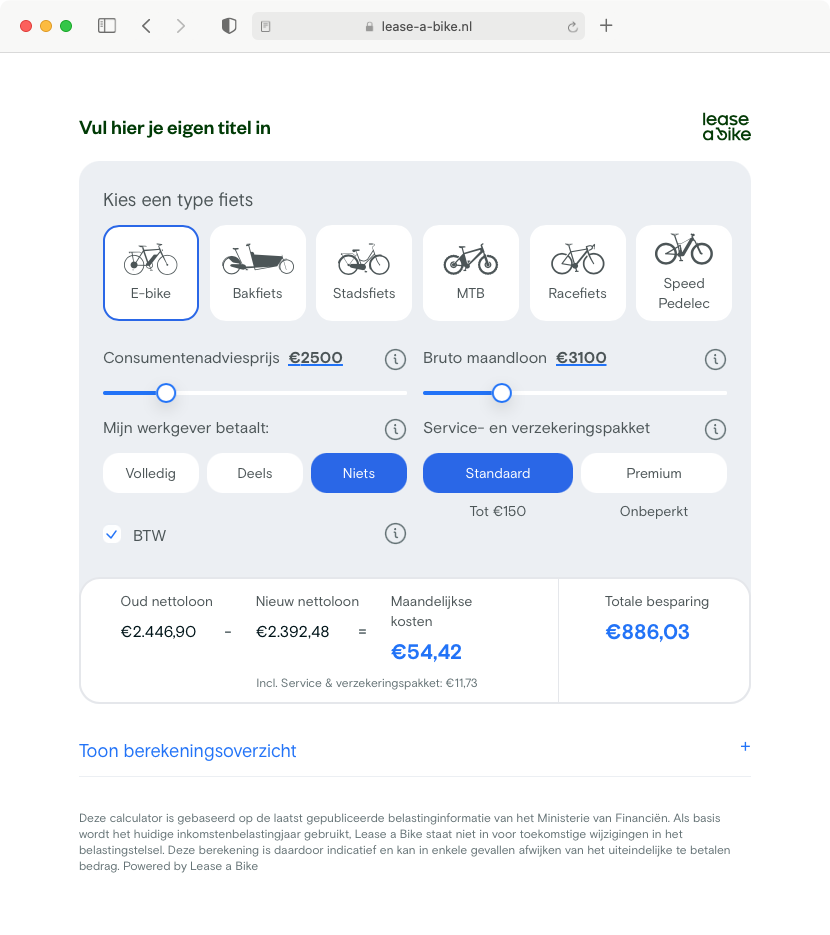 lease-a-bike.nl
Vul hier je eigen titel in
lease
a bike
Kies een type fiets
E-bike
Bakfiets
Stadsfiets
MTB
Racefiets
Speed
Pedelec
Consumentenadviesprijs €2500
Bruto maandloon €3100
Mijn werkgever betaalt:
Service- en verzekeringspakket
Volledig
Deels
Niets
Standaard
Premium
Tot €150
Onbeperkt
BTW
Oud nettoloon
Nieuw nettoloon
Maandelijkse
kosten
Totale besparing
€2.446,90 - €2.392,48 =
€54,42
€886,03
Incl. Service & verzekeringspakket: €11,73
Toon berekeningsoverzicht +
Deze calculator is gebaseerd op de laatst gepubliceerde belastinginformatie van het Ministerie van Financiën. Als basis
wordt het huidige inkomstenbelastingjaar gebruikt, Lease a Bike staat niet in voor toekomstige wijzigingen in het
belastingstelsel. Deze berekening is daardoor indicatief en kan in enkele gevallen afwijken van het uiteindelijke te betalen
bedrag. Powered by Lease a Bike